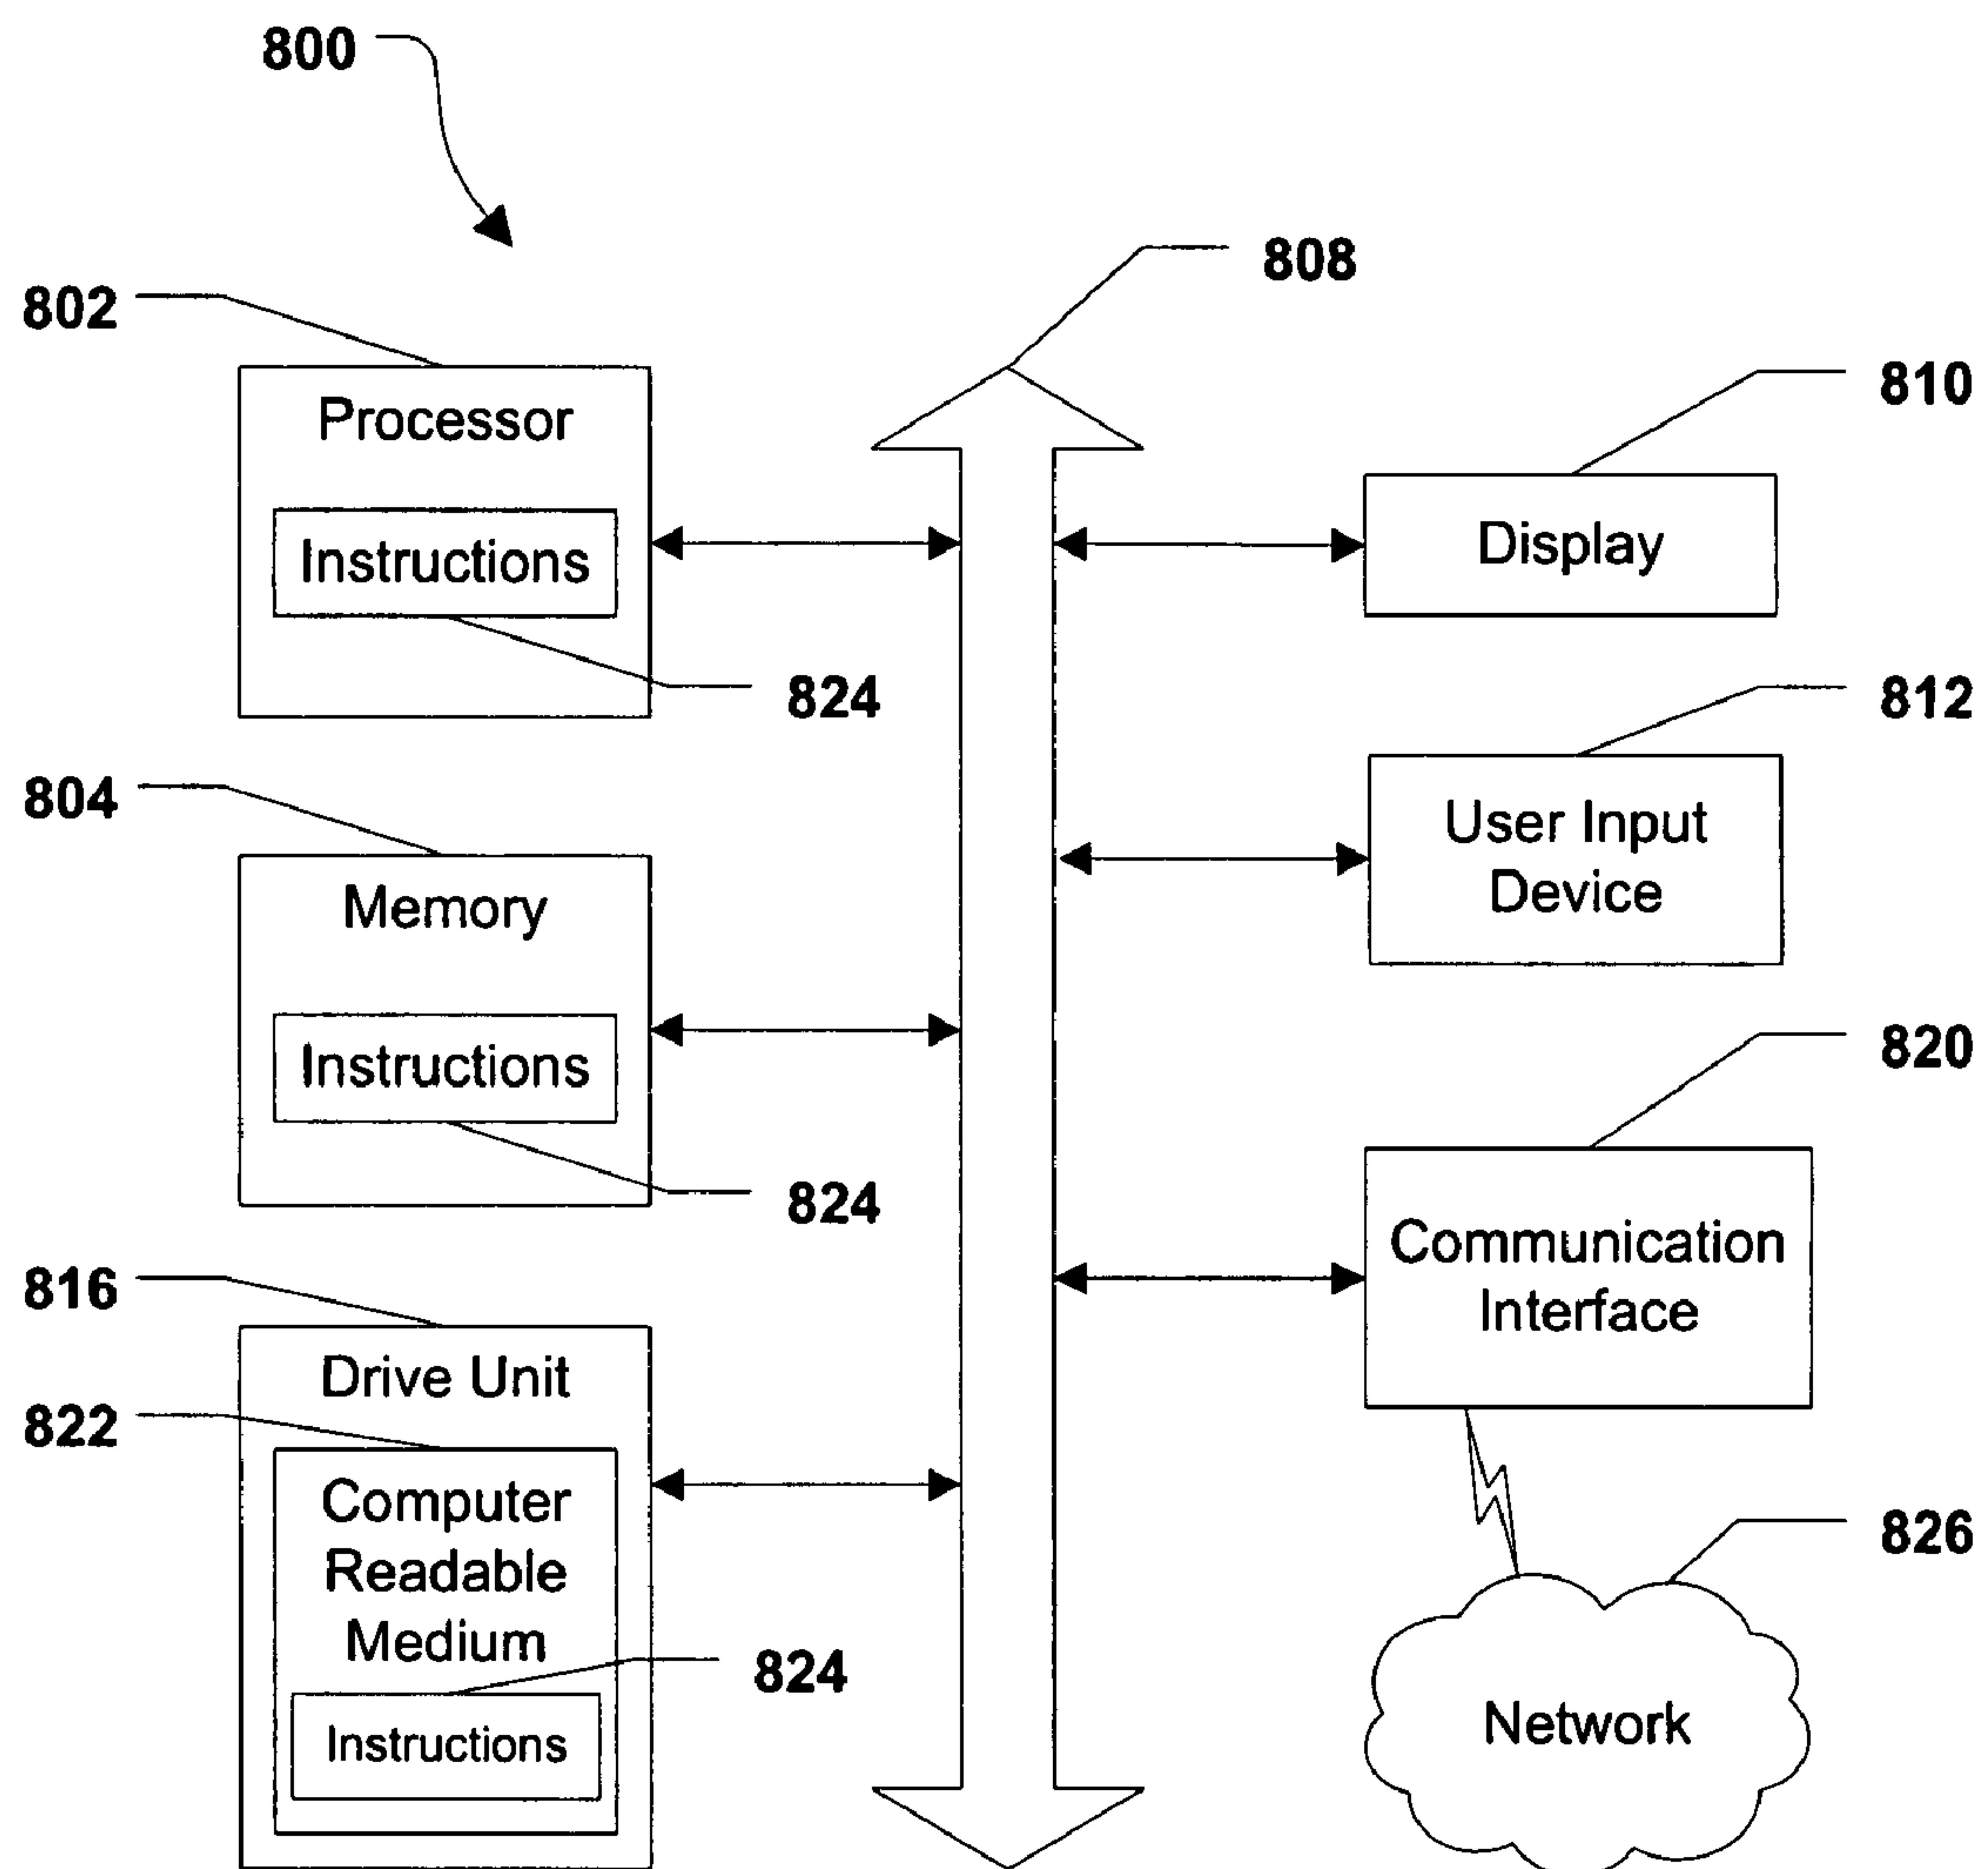 800
808
802
Processor
Instructions
824
810
Display
812
User Input
Device
804
Memory
Instructions
824
820
Communication
Interface
816
Drive Unit
822
Computer
Readable
Medium
824
Instructions
826
Network